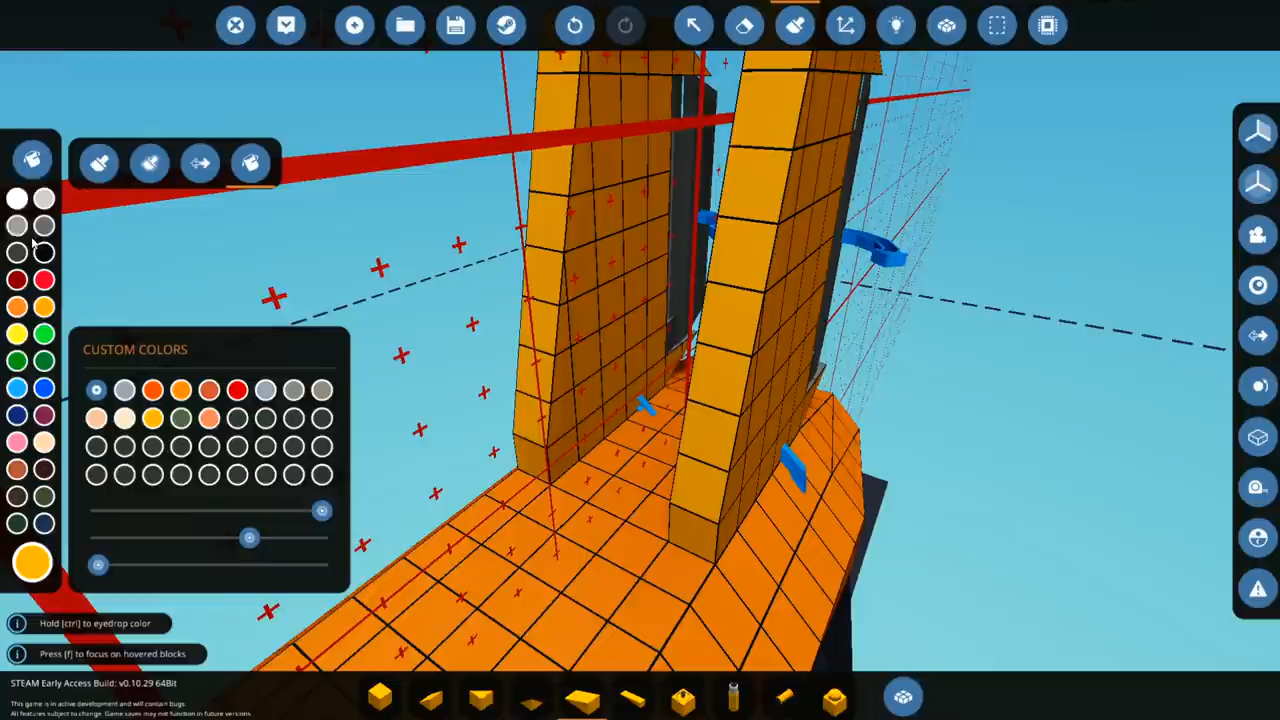 CUSTOM COLORS
Hold [ctrl] to eyedrop color
Press [f] to focus on hovered blocks
STEAM Early Access Build: v0.10.29 64Bit
This game is in active development and will contain bugs.
All features subject to change. Game saves may not function in future versions.